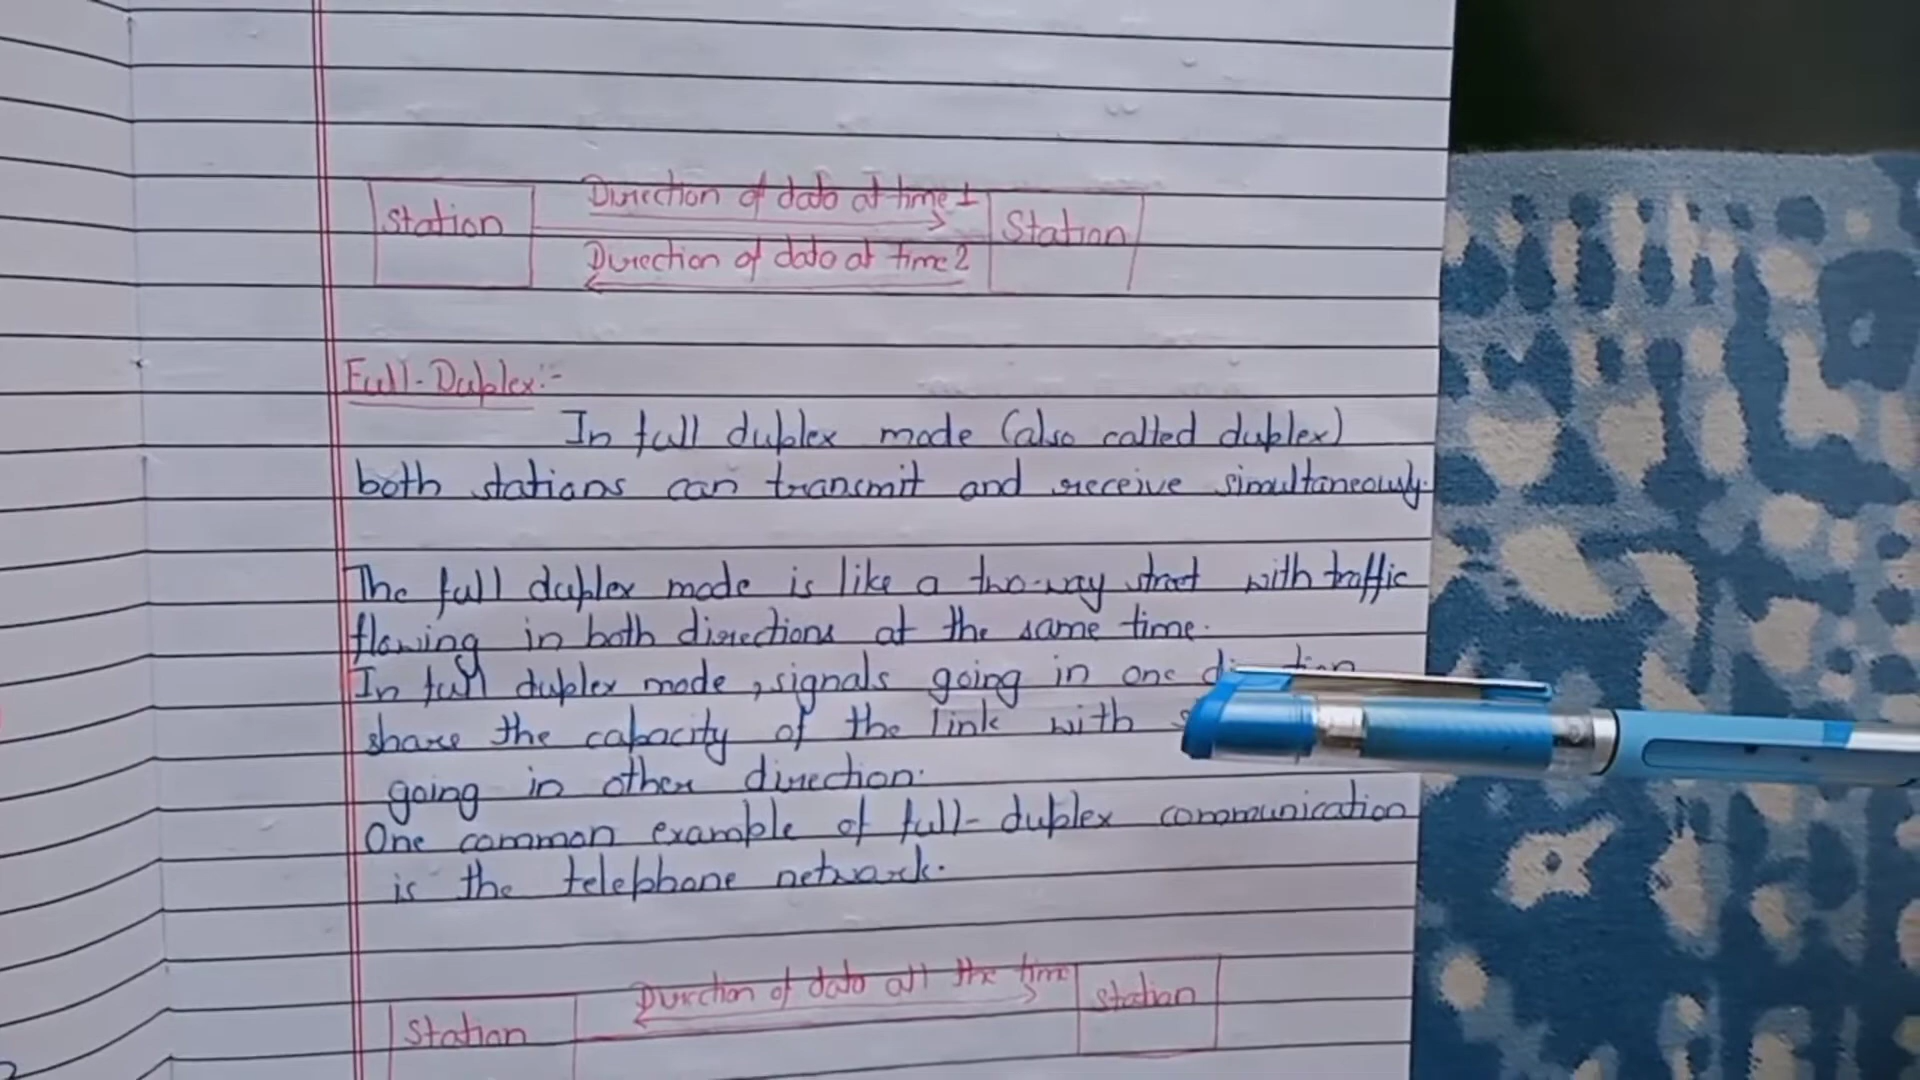 Station Direction of data at time 1 Station
Direction of data at time 2
Full-Duplex:-
In full duplex mode (also called duplex)
both stations can transmit and receive simultaneously.
The full duplex mode is like a two-way street with traffic
flowing in both directions at the same time.
In full duplex mode, signals going in one
share the capacity of the link with
going in other direction.
One common example of full-duplex communication
is the telephone network.
Direction of data all the time Station
Station